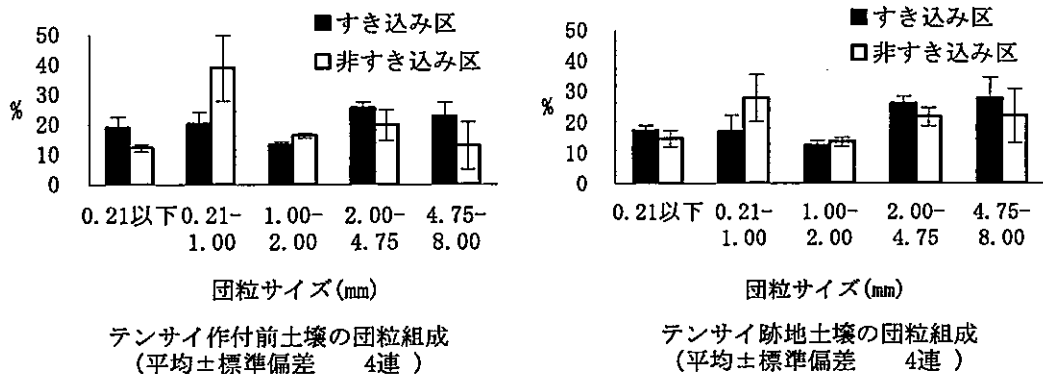 ■すき込み区
□非すき込み区
50
40
%
30
20
10
0
0.21以下
0.21-
1.00
1.00-
2.00
2.00-
4.75
4.75-
8.00
団粒サイズ(mm)
テンサイ作付前土壌の団粒組成
(平均±標準偏差 4連 )
■すき込み区
□非すき込み区
50
40
%
30
20
10
0
0.21以下
0.21-
1.00
1.00-
2.00
2.00-
4.75
4.75-
8.00
団粒サイズ(mm)
テンサイ跡地土壌の団粒組成
(平均±標準偏差 4連 )